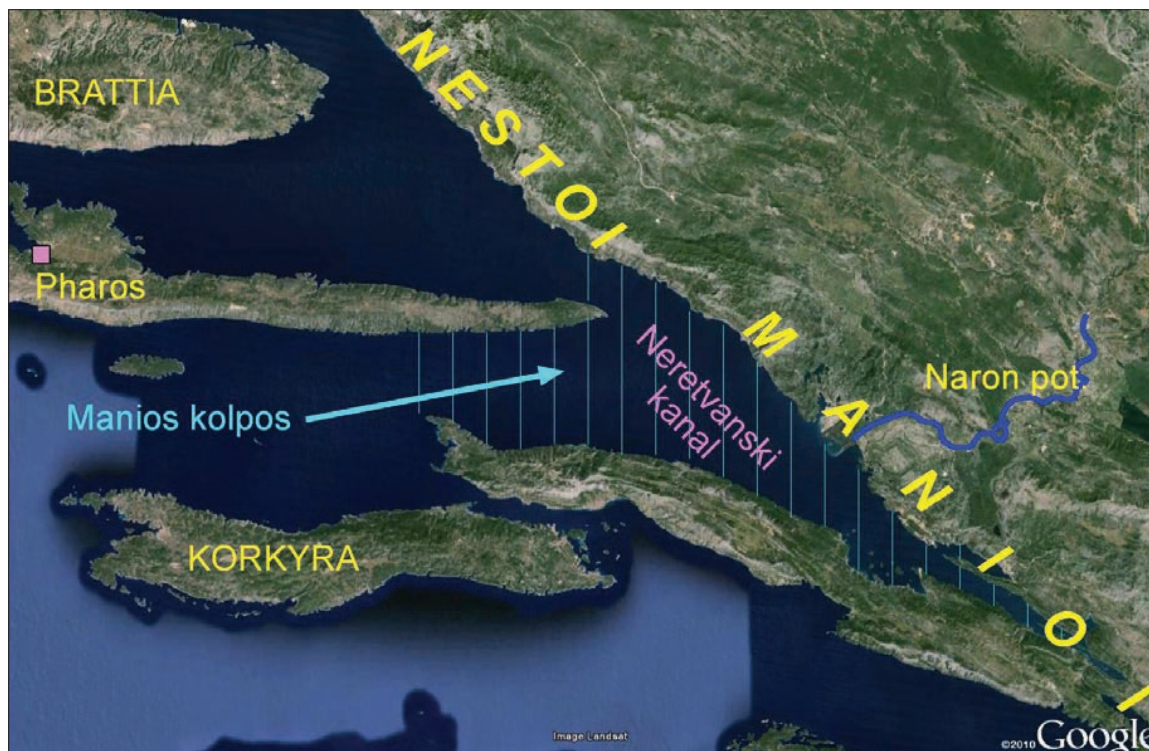 BRATTIA
NESTOI
Pharos
MANIOI
Naron pot.
Neretvanski
kanal
Manios kolpos
KORKYRA
Image Landsat
©2010 Google